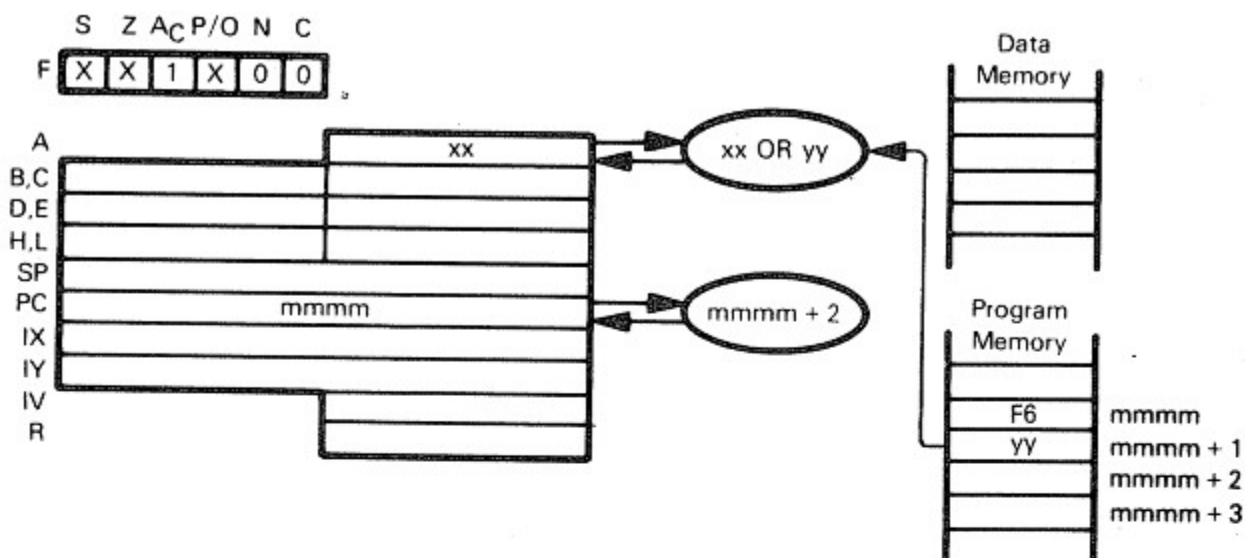 S Z AC P/O N C
F X X 1 X 0 0
Data
Memory
A xx
xx OR yy
B,C
D,E
H,L
SP
PC mmmm
mmmm + 2
IX
IY
IV
R
Program
Memory
F6 mmmm
yy mmmm + 1
mmmm + 2
mmmm + 3